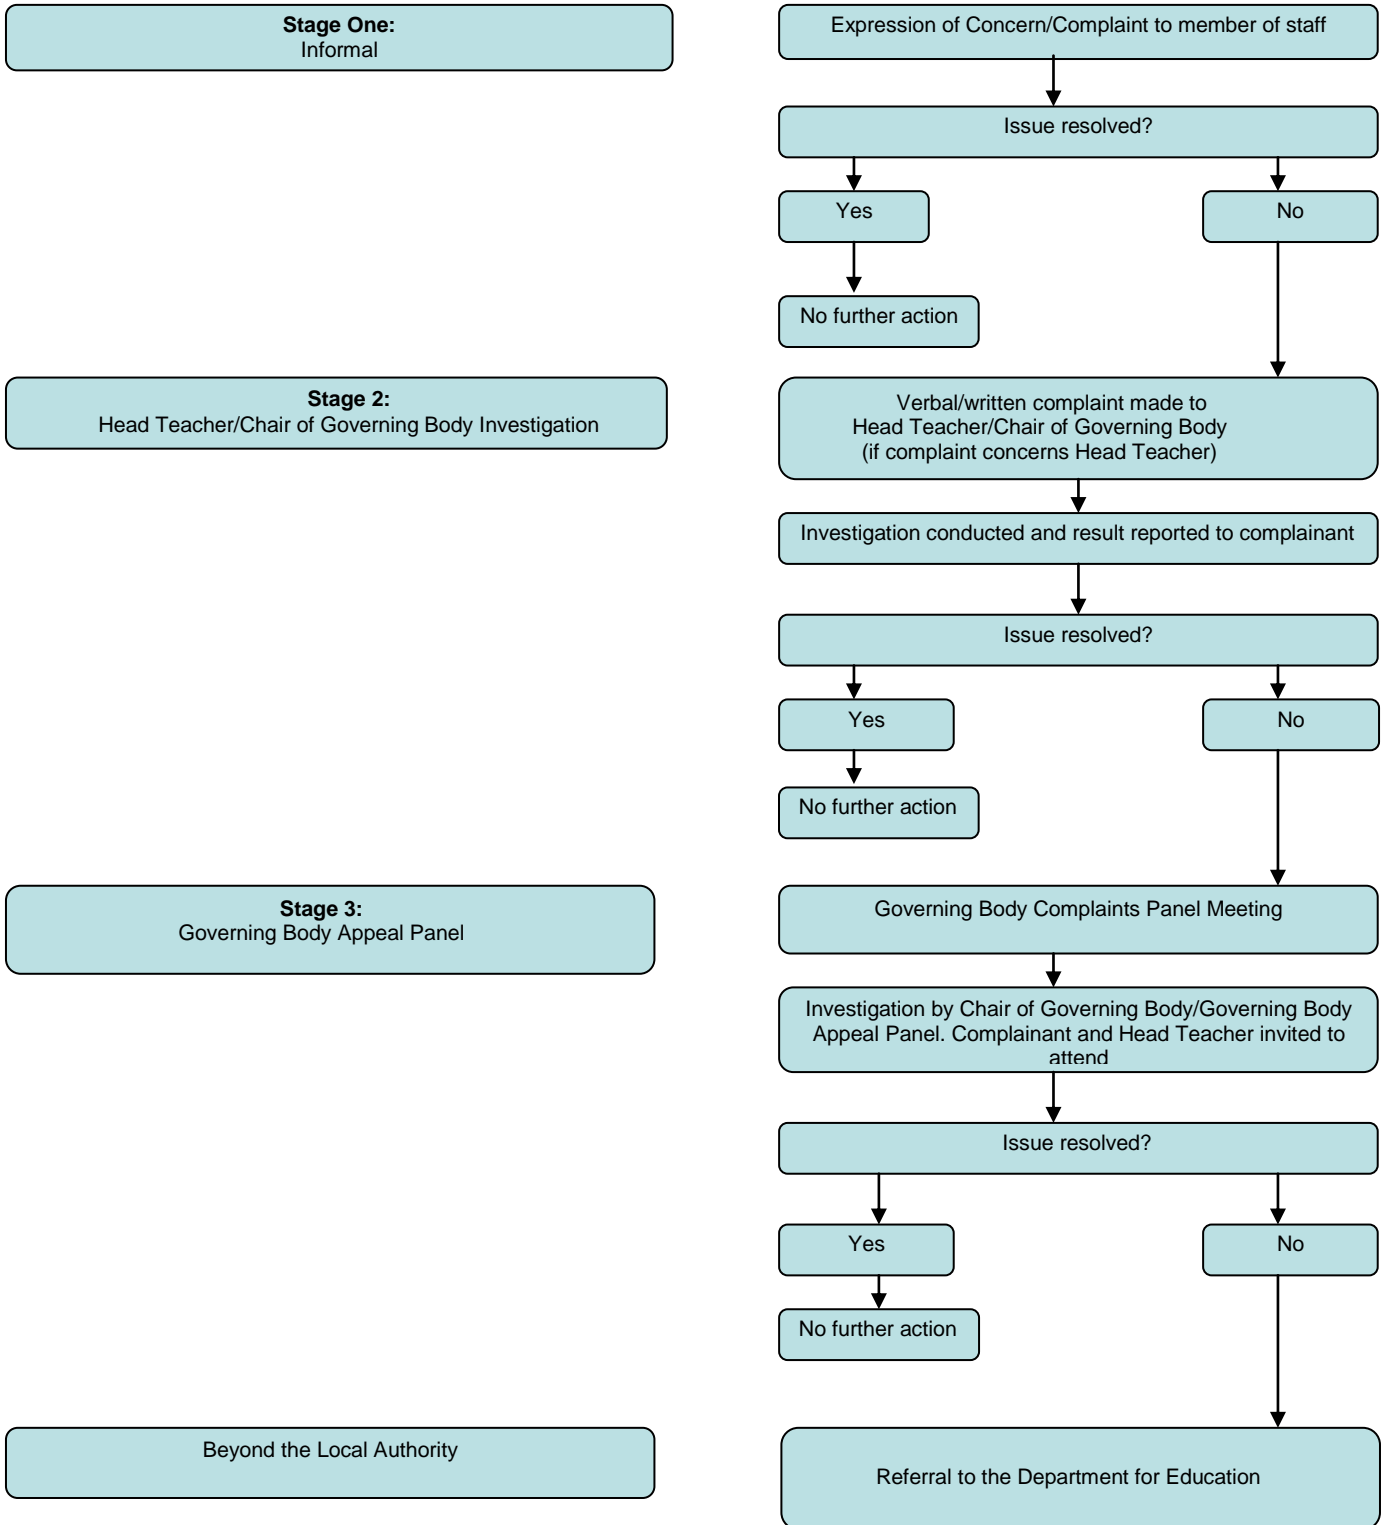 Stage One:
Informal
Expression of Concern/Complaint to member of staff
Issue resolved?
Yes
No
No further action
Stage 2:
Head Teacher/Chair of Governing Body Investigation
Verbal/written complaint made to
Head Teacher/Chair of Governing Body
(if complaint concerns Head Teacher)
Investigation conducted and result reported to complainant
Issue resolved?
Yes
No
No further action
Stage 3:
Governing Body Appeal Panel
Governing Body Complaints Panel Meeting
Investigation by Chair of Governing Body/Governing Body
Appeal Panel. Complainant and Head Teacher invited to
attend
Issue resolved?
Yes
No
No further action
Beyond the Local Authority
Referral to the Department for Education